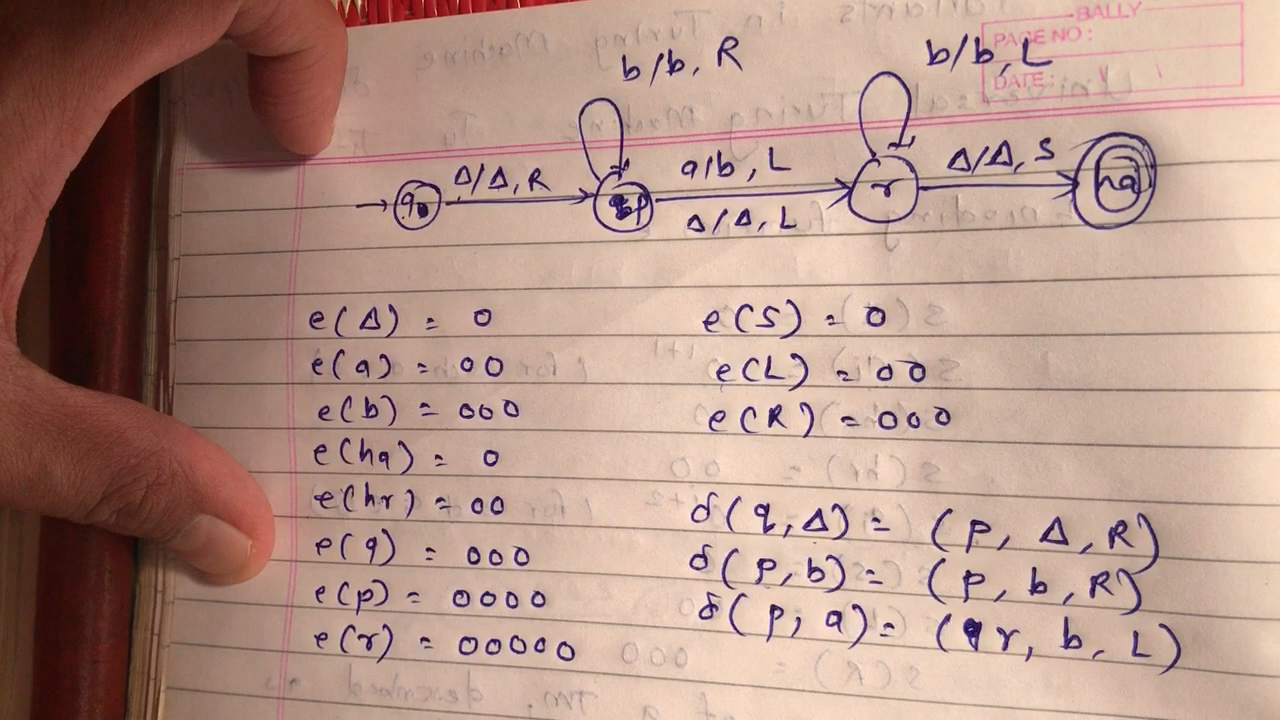 BALLY
PAGE NO :
DATE :
b/b, R
b/b, L
Δ/Δ, R
a/b, L
Δ/Δ, S
q
p
r
ha
Δ/Δ, L
e(Δ) = 0
e(S) = 0
e(a) = 00
e(L) = 00
e(b) = 000
e(R) = 000
e(ha) = 0
e(hr) = 00
δ(q, Δ) = (p, Δ, R)
e(q) = 000
δ(p, b) = (p, b, R)
e(p) = 0000
δ(p, a) = (r, b, L)
e(r) = 00000